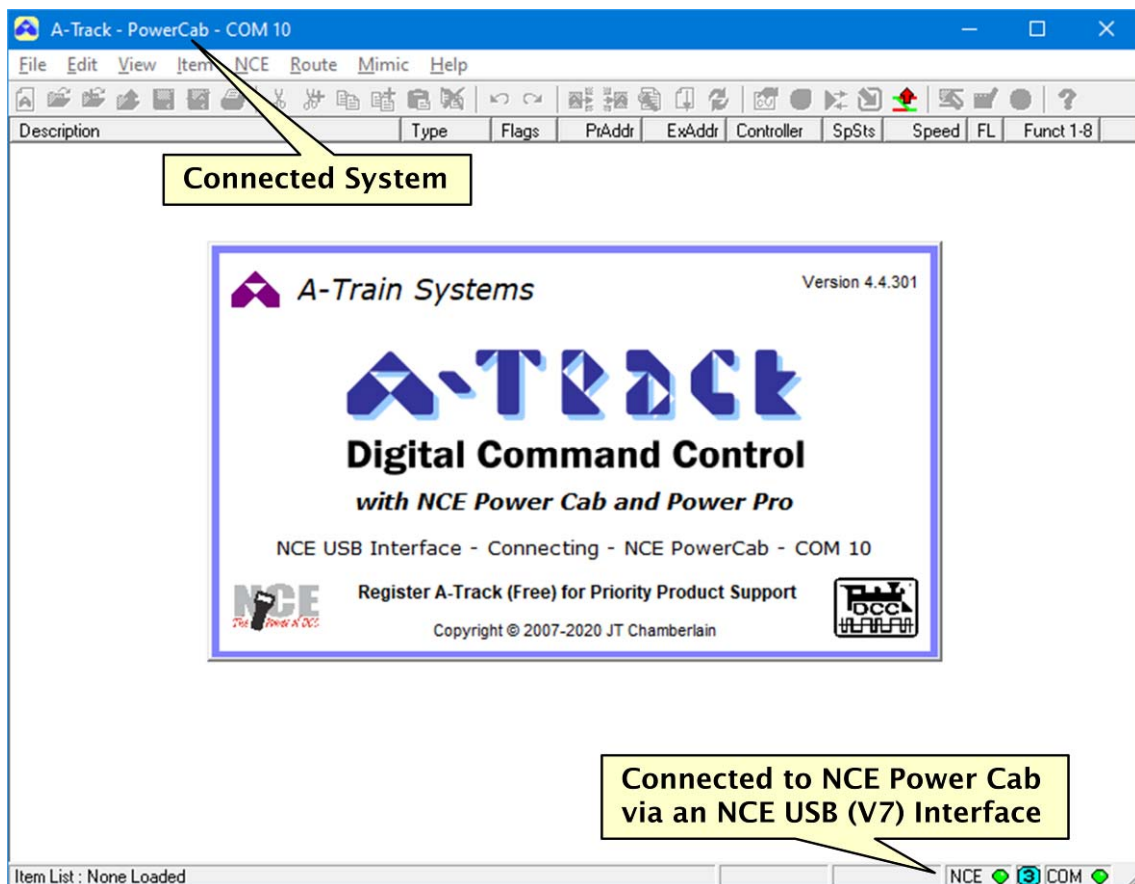 A-Track - PowerCab - COM 10
File Edit View Item NCE Route Mimic Help
Description Type Flags PrAddr ExAddr Controller SpSts Speed FL Funct 1-8
Connected System
A-Train Systems
Version 4.4.301
A-Track
Digital Command Control
with NCE Power Cab and Power Pro
NCE USB Interface - Connecting - NCE PowerCab - COM 10
NCE
The Power of DCC
Register A-Track (Free) for Priority Product Support
DCC
Copyright © 2007-2020 JT Chamberlain
Connected to NCE Power Cab
via an NCE USB (V7) Interface
Item List : None Loaded
NCE 3 COM